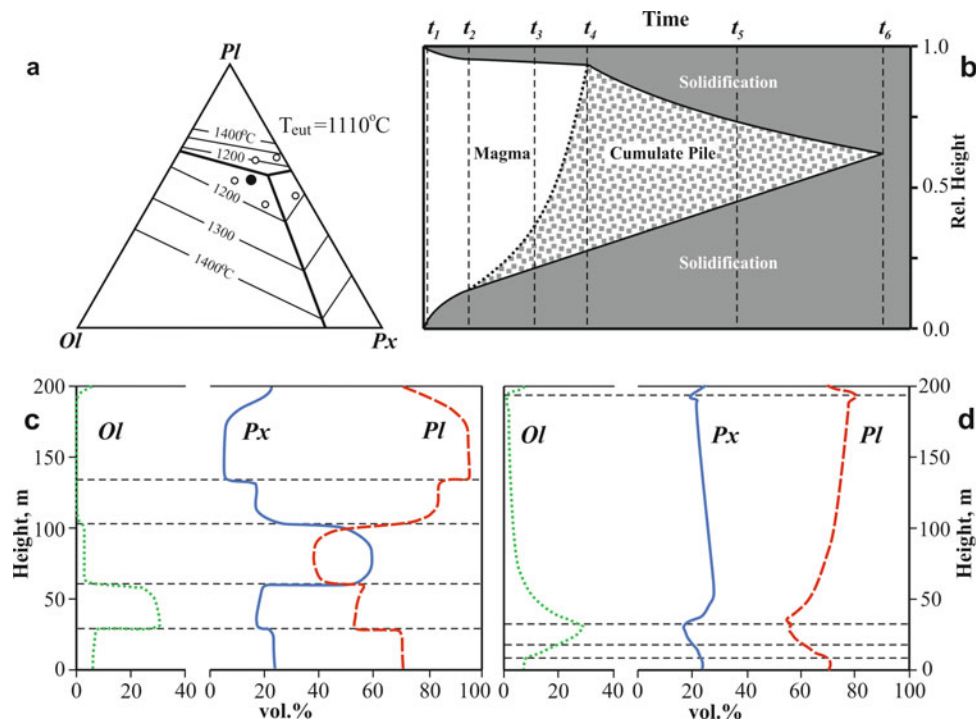 a
Pl
Ol
Px
1400°C
1200
T eut =1110°C
1200
1300
1400°C
Time
t1 t2 t3 t4 t5 t6
b
Magma
Cumulate Pile
Solidification
Solidification
1.0
0.5
0.0
Rel. Height
c
Ol
Px
Pl
200
150
100
50
0
Height, m
0 40
0 20 40 60 80 100
vol.%
d
Ol
Px
Pl
200
150
100
50
0
Height, m
0 40
0 20 40 60 80 100
vol.%